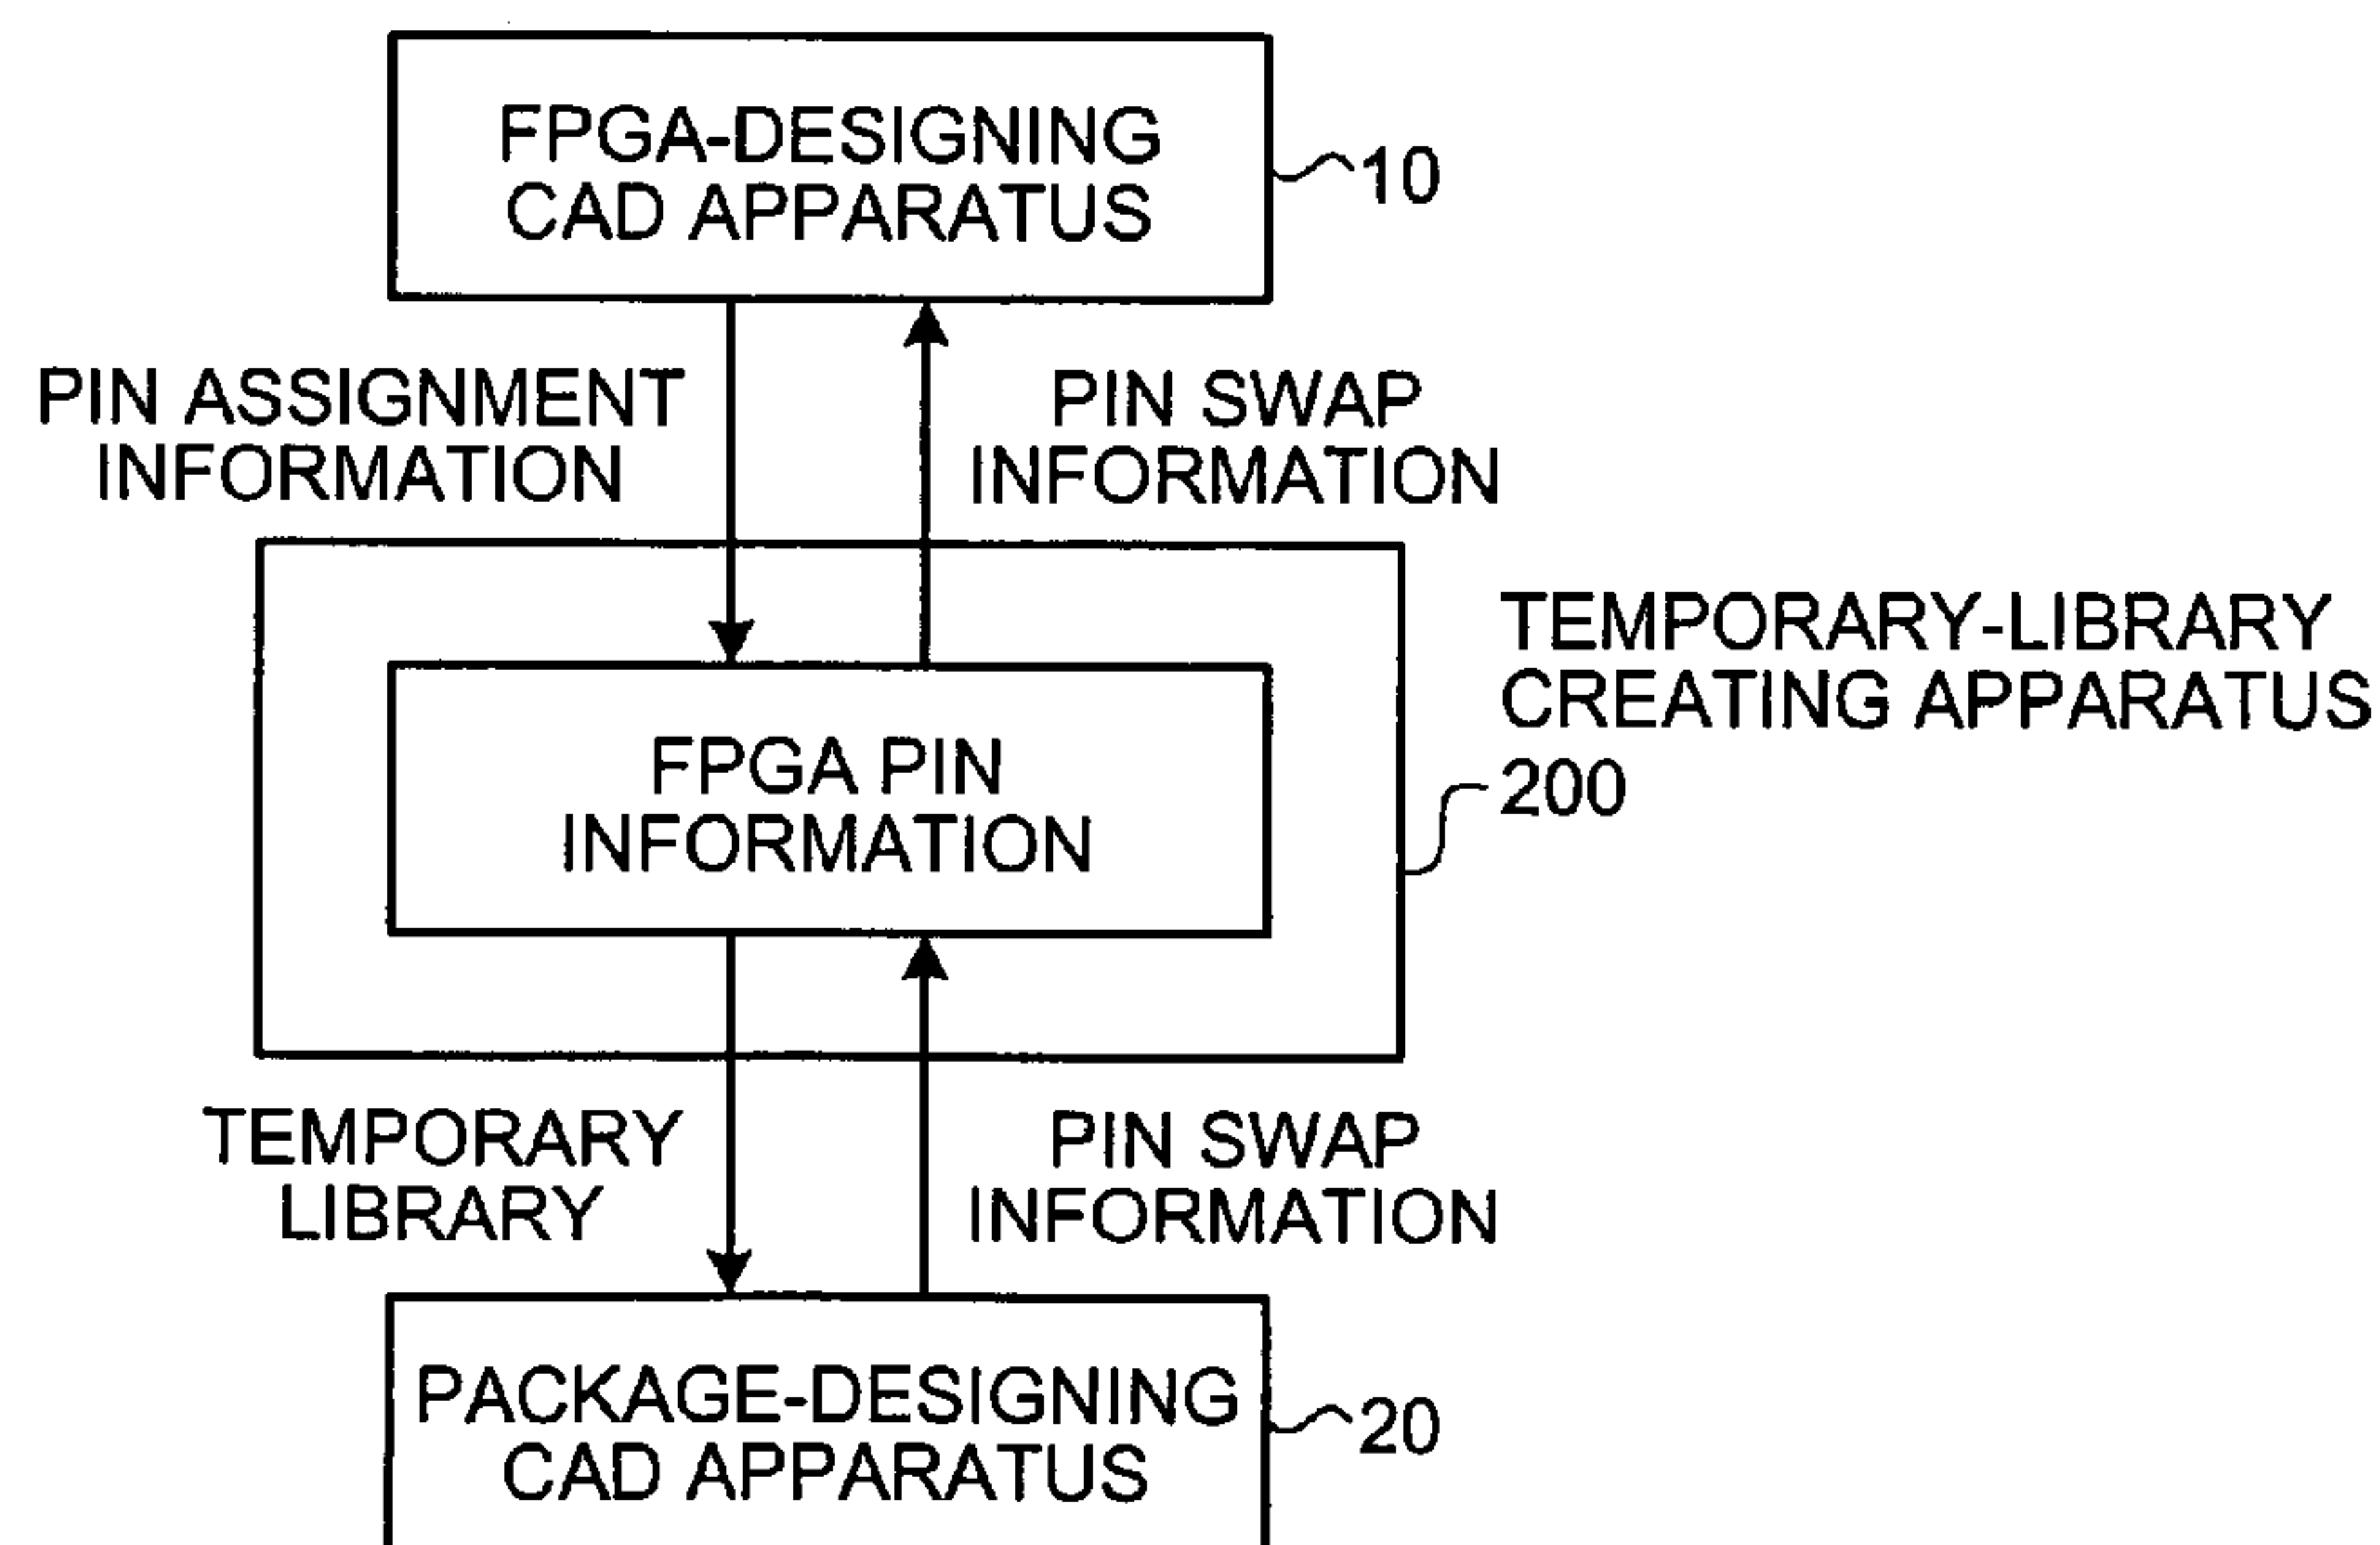 FPGA-DESIGNING
CAD APPARATUS
10
PIN ASSIGNMENT
INFORMATION
PIN SWAP
INFORMATION
TEMPORARY-LIBRARY
CREATING APPARATUS
200
FPGA PIN
INFORMATION
TEMPORARY
LIBRARY
PIN SWAP
INFORMATION
PACKAGE-DESIGNING
CAD APPARATUS
20